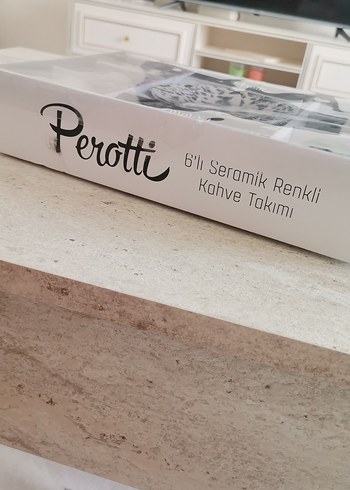 Perotti
6'lı Seramik Renkli
Kahve Takımı